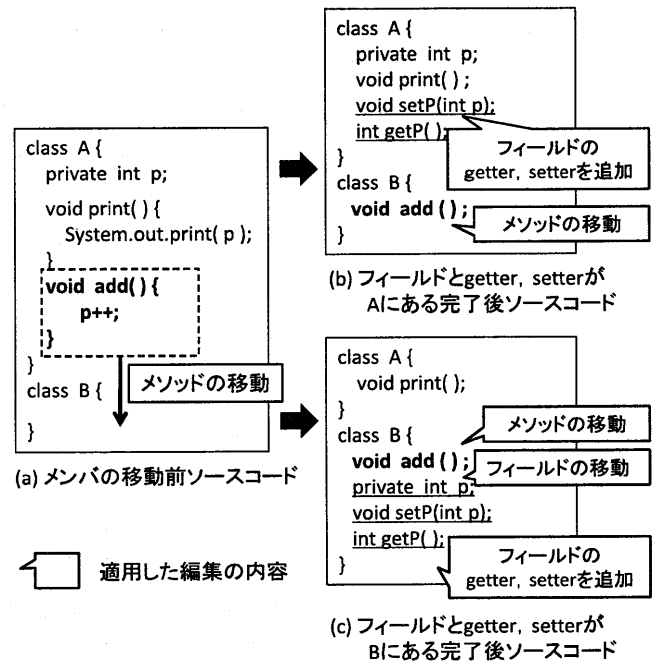 class A {
private int p;
void print( ) {
System.out.print( p );
}
void add( ) {
p++;
}
}
class B {
}
メソッドの移動
(a) メンバの移動前ソースコード
適用した編集の内容
class A {
private int p;
void print( ) ;
void setP(int p);
int getP( );
}
class B {
void add ( ) ;
}
フィールドの
getter, setterを追加
メソッドの移動
(b) フィールドとgetter, setterが
Aにある完了後ソースコード
class A {
void print( );
}
class B {
void add ( );
private int p;
void setP(int p);
int getP( );
}
メソッドの移動
フィールドの移動
フィールドの
getter, setterを追加
(c) フィールドとgetter, setterが
Bにある完了後ソースコード